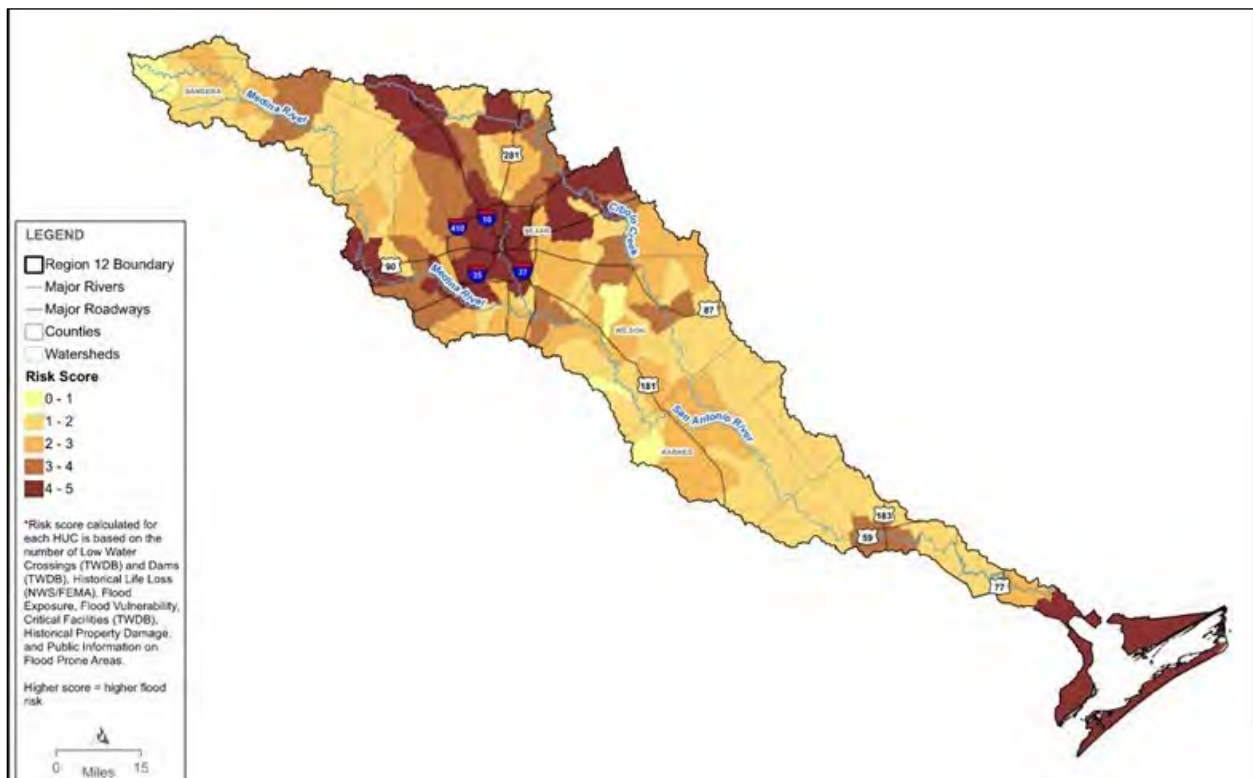 BANDERA
Medina River
281
10
410
BEXAR
Cibolo Creek
90
35
37
Medina River
87
WILSON
181
San Antonio River
KARNES
183
59
77
LEGEND
Region 12 Boundary
Major Rivers
Major Roadways
Counties
Watersheds
Risk Score
0 - 1
1 - 2
2 - 3
3 - 4
4 - 5
*Risk score calculated for
each HUC is based on the
number of Low Water
Crossings (TWDB) and Dams
(TWDB), Historical Life Loss
(NWS/FEMA), Flood
Exposure, Flood Vulnerability,
Critical Facilities (TWDB),
Historical Property Damage,
and Public Information on
Flood Prone Areas.
Higher score = higher flood
risk
0 15
Miles